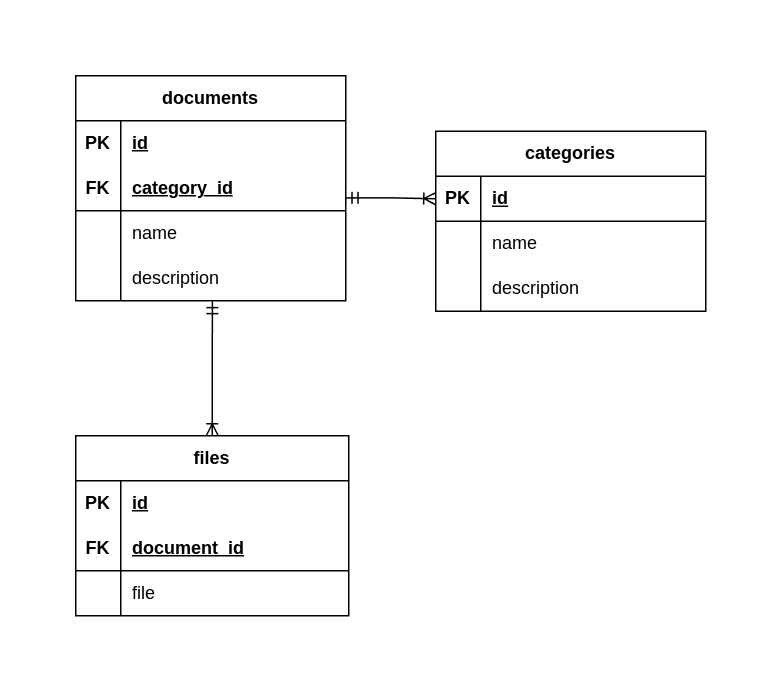 documents
PK id
FK category_id
name
description
categories
PK id
name
description
files
PK id
FK document_id
file